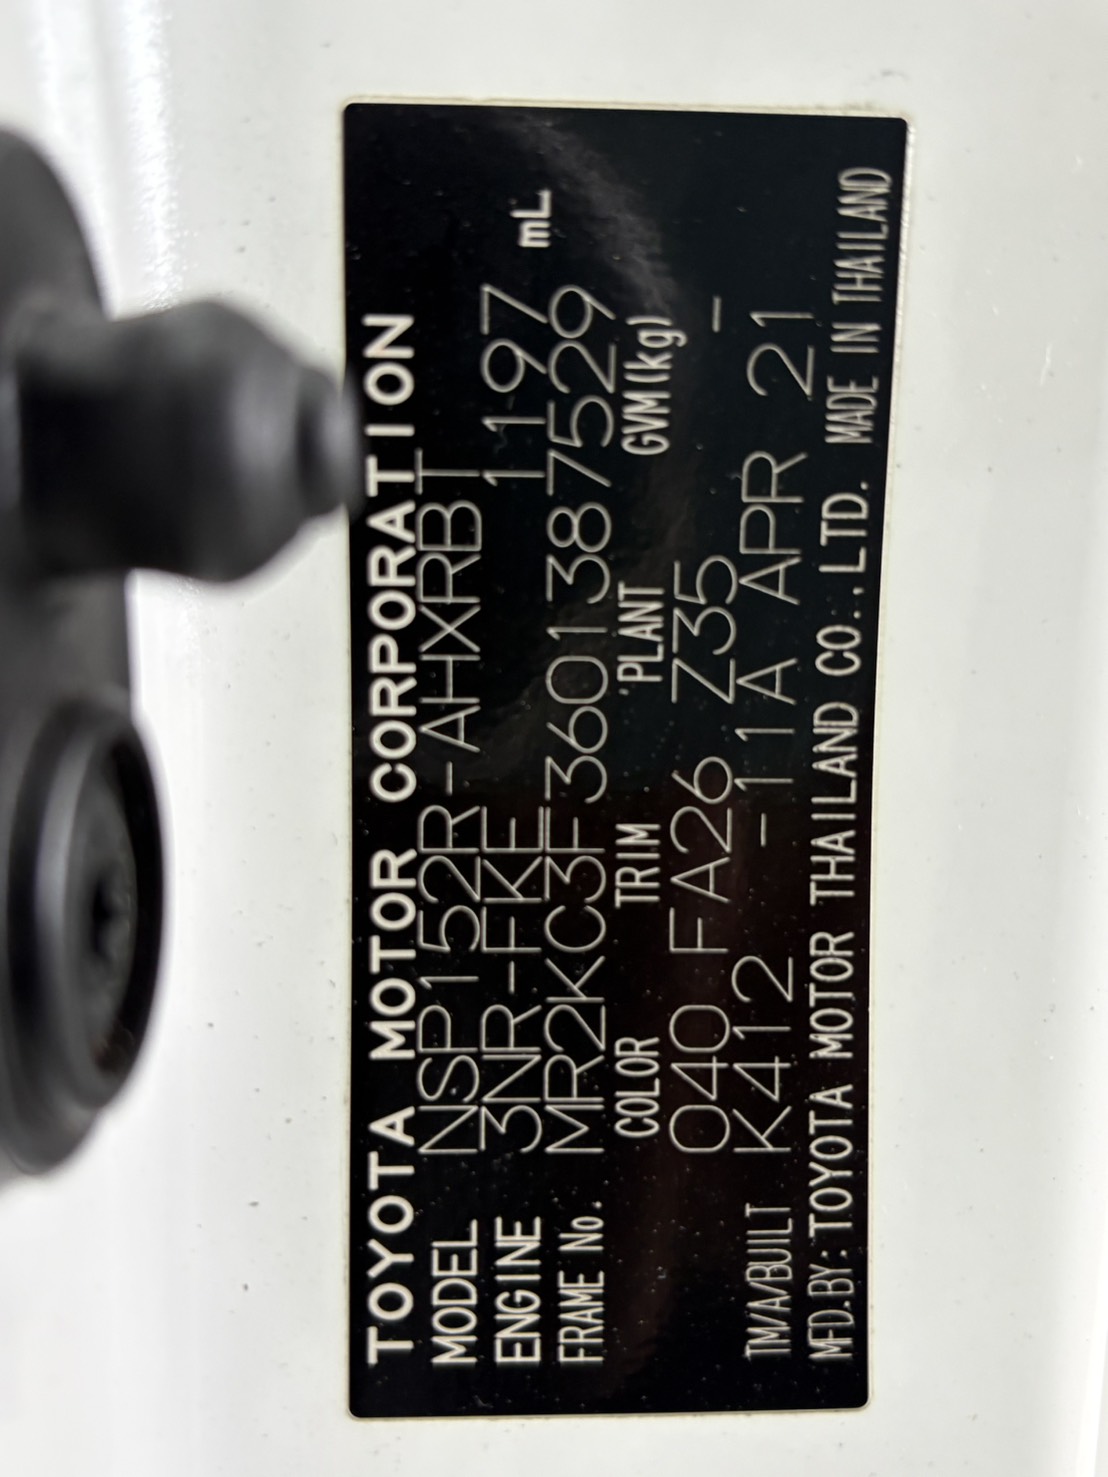 TOYOTA MOTOR CORPORATION
MODEL NSP152R-AHXRBT
ENGINE 3NR-FKE 1197 mL
FRAME No. MR2KC3F3601387529
COLOR TRIM PLANT GVM(kg)
040 FA26 Z35 -
TM/A/BUILT K412 -11A APR 21
MFD.BY: TOYOTA MOTOR THAILAND CO.,LTD. MADE IN THAILAND